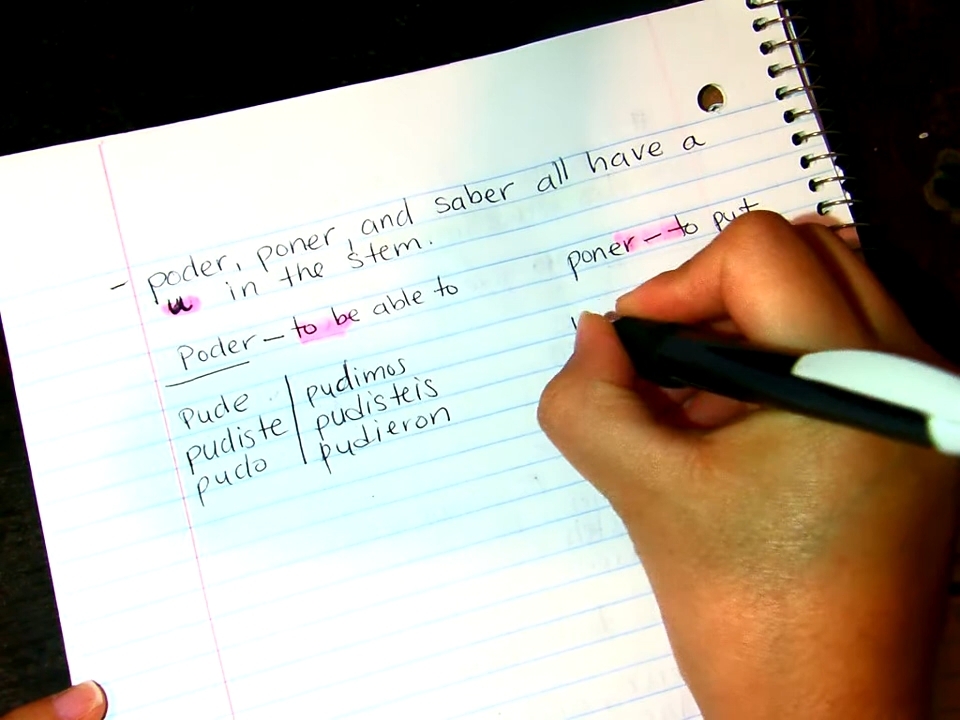 - poder, poner, and saber all have a
u in the stem.
Poder - to be able to
poner - to put
pude | pudimos
pudiste | pudisteis
pudo | pudieron